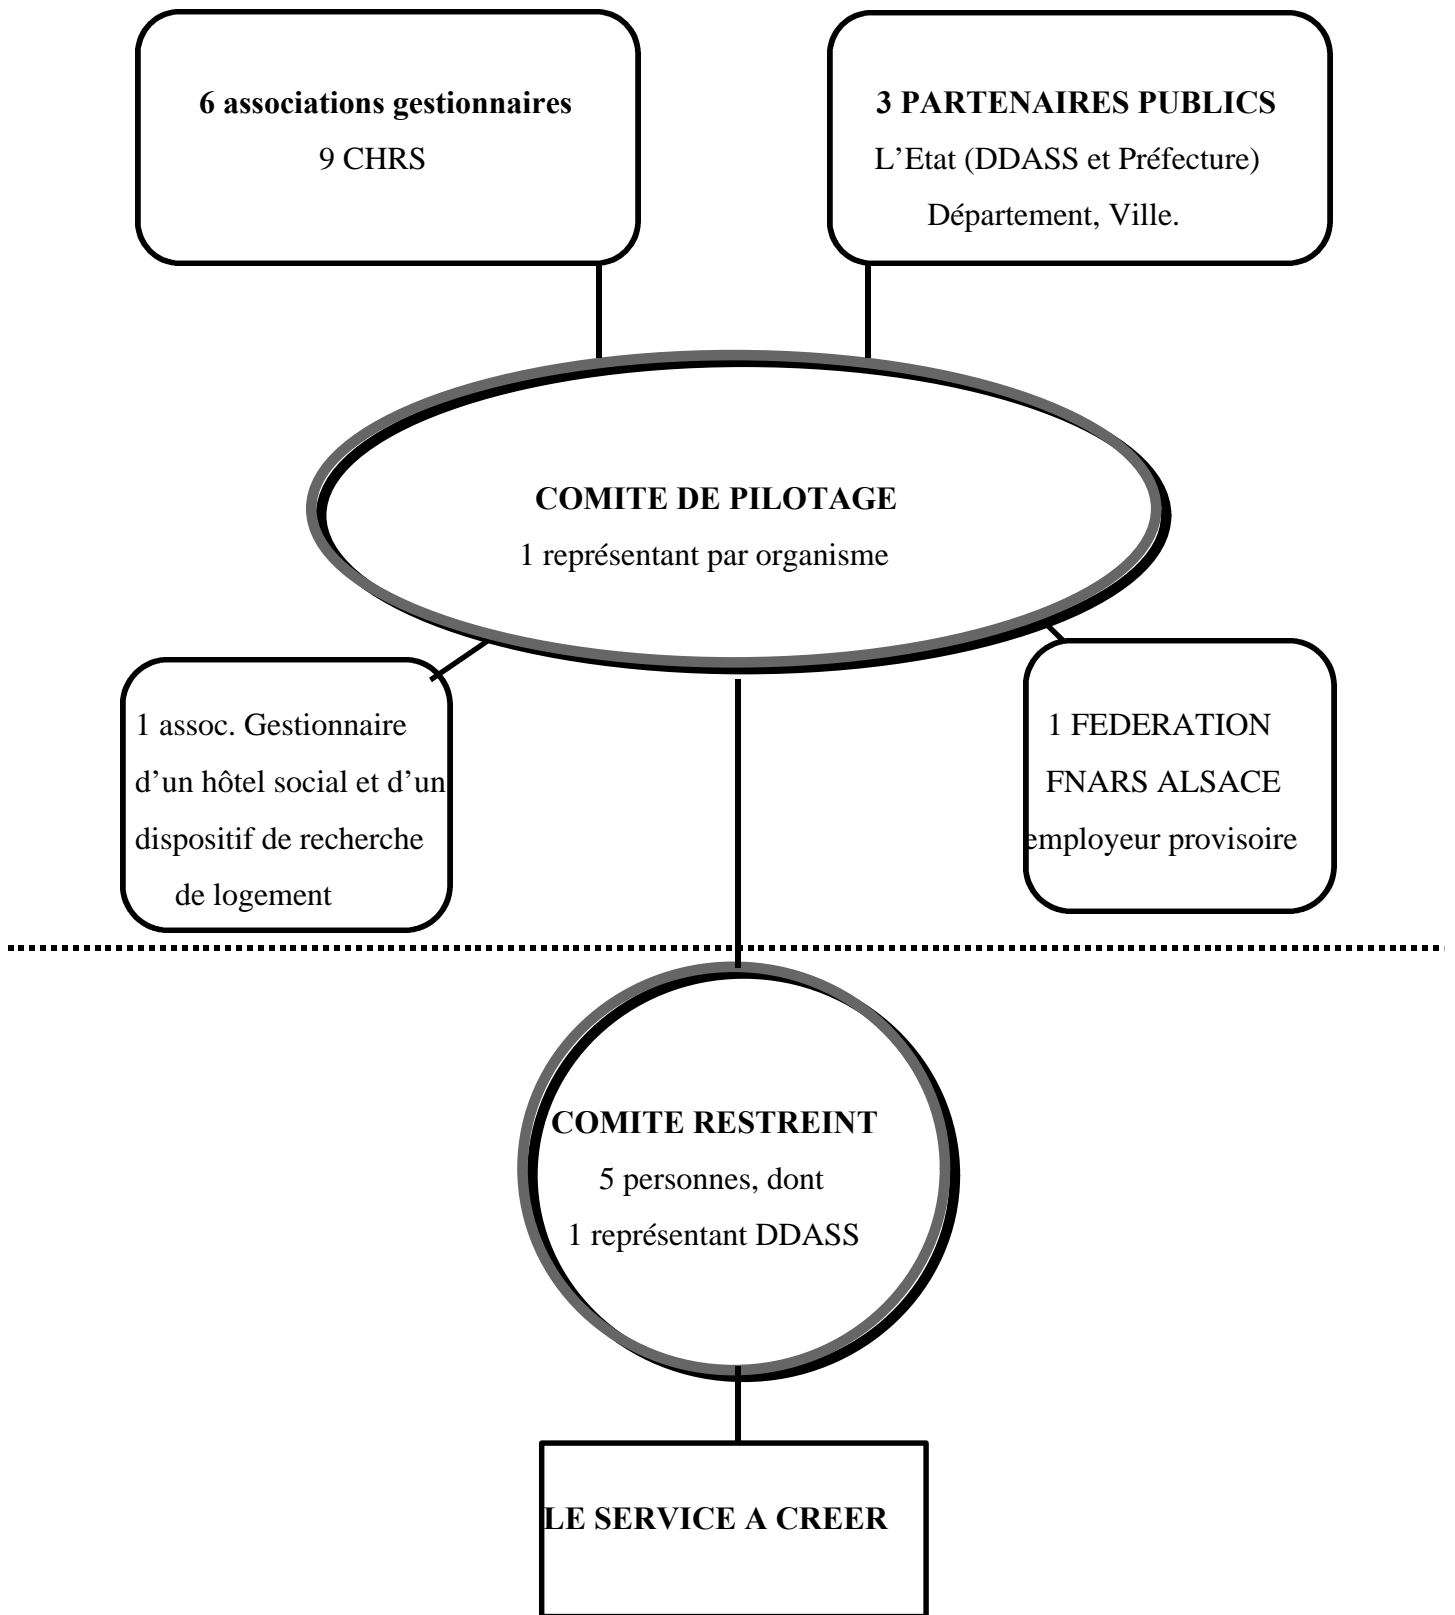 6 associations gestionnaires
9 CHRS
3 PARTENAIRES PUBLICS
L’Etat (DDASS et Préfecture)
Département, Ville.
COMITE DE PILOTAGE
1 représentant par organisme
1 assoc. Gestionnaire
d’un hôtel social et d’un
dispositif de recherche
de logement
1 FEDERATION
FNARS ALSACE
employeur provisoire
COMITE RESTREINT
5 personnes, dont
1 représentant DDASS
LE SERVICE A CREER